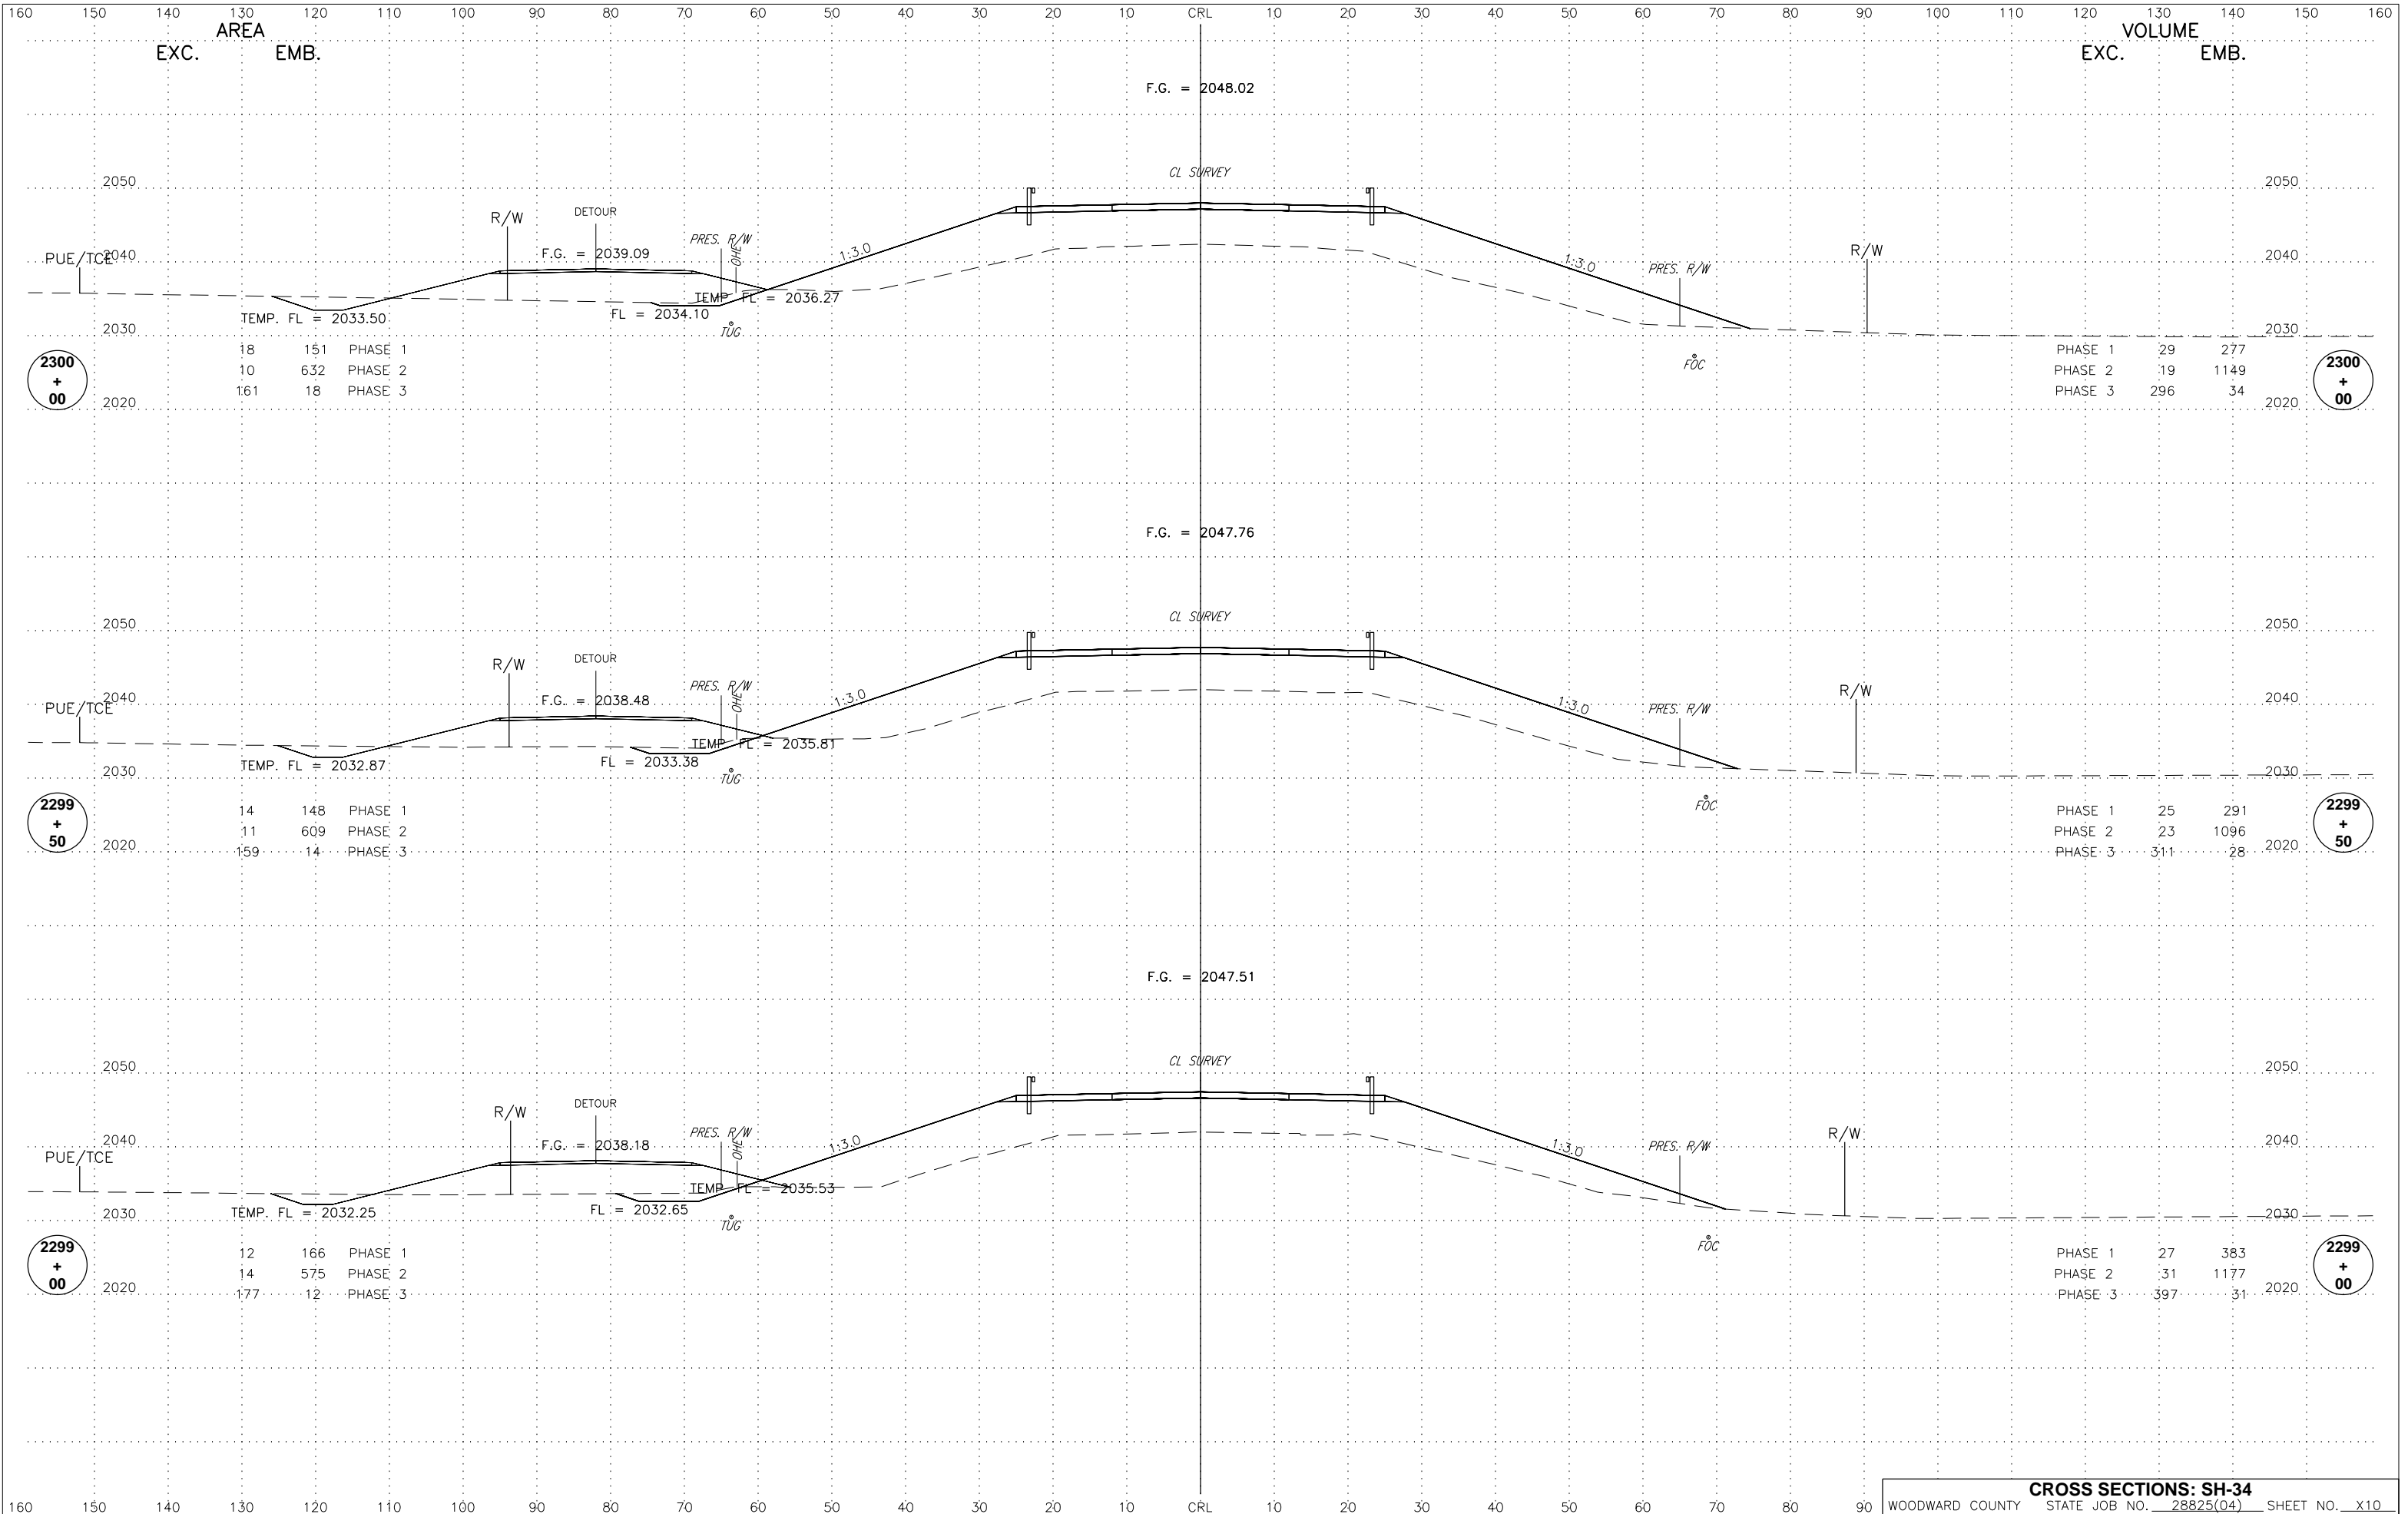 160 150 140 130 120 110 100 90 80 70 60 50 40 30 20 10 CRL 10 20 30 40 50 60 70 80 90 100 110 120 130 140 150 160
AREA VOLUME
EXC. EMB. EXC. EMB.
F.G. = 2048.02
CL SURVEY
2050 2050
R/W DETOUR
PRES. R/W
OHE
F.G. = 2039.09
1:3.0
R/W
PUE/TCE
2040 2040
1:3.0
PRES. R/W
TEMP FL = 2036.27
TEMP. FL = 2033.50
FL = 2034.10
TUG
2030 2030
18 151 PHASE 1
10 632 PHASE 2
161 18 PHASE 3
FOC
PHASE 1 29 277
PHASE 2 19 1149
PHASE 3 296 34
2300
+
00
2300
+
00
2020 2020
F.G. = 2047.76
CL SURVEY
2050 2050
R/W DETOUR
PRES. R/W
OHE
F.G. = 2038.48
1:3.0
R/W
PUE/TCE
2040 2040
1:3.0
PRES. R/W
TEMP FL = 2035.81
TEMP. FL = 2032.87
FL = 2033.38
TUG
2030 2030
14 148 PHASE 1
11 609 PHASE 2
159 14 PHASE 3
FOC
PHASE 1 25 291
PHASE 2 23 1096
PHASE 3 311 28
2299
+
50
2299
+
50
2020 2020
F.G. = 2047.51
CL SURVEY
2050 2050
R/W DETOUR
PRES. R/W
OHE
F.G. = 2038.18
1:3.0
R/W
PUE/TCE
2040 2040
1:3.0
PRES. R/W
TEMP FL = 2035.53
TEMP. FL = 2032.25
FL = 2032.65
TUG
2030 2030
12 166 PHASE 1
14 575 PHASE 2
177 12 PHASE 3
FOC
PHASE 1 27 383
PHASE 2 31 1177
PHASE 3 397 31
2299
+
00
2299
+
00
2020 2020
160 150 140 130 120 110 100 90 80 70 60 50 40 30 20 10 CRL 10 20 30 40 50 60 70 80 90
CROSS SECTIONS: SH-34
WOODWARD COUNTY STATE JOB NO. 28825(04) SHEET NO. X10